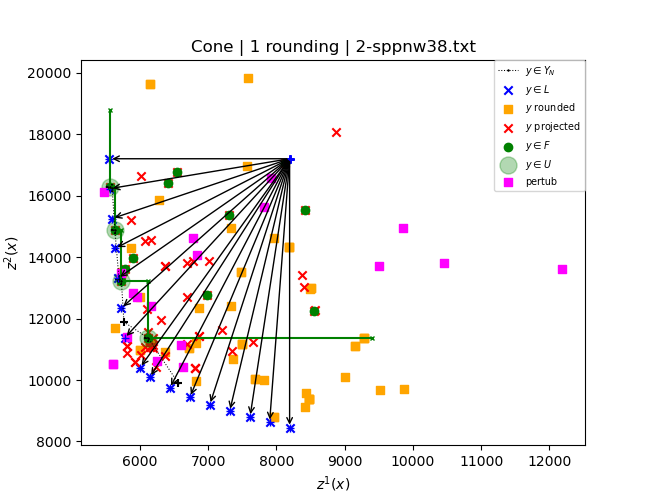 Cone | 1 rounding | 2-sppnw38.txt
20000
18000
16000
14000
12000
10000
8000
z²(x)
6000 7000 8000 9000 10000 11000 12000
z¹(x)
y ∈ Y_N
y ∈ L
y rounded
y projected
y ∈ F
y ∈ U
pertub